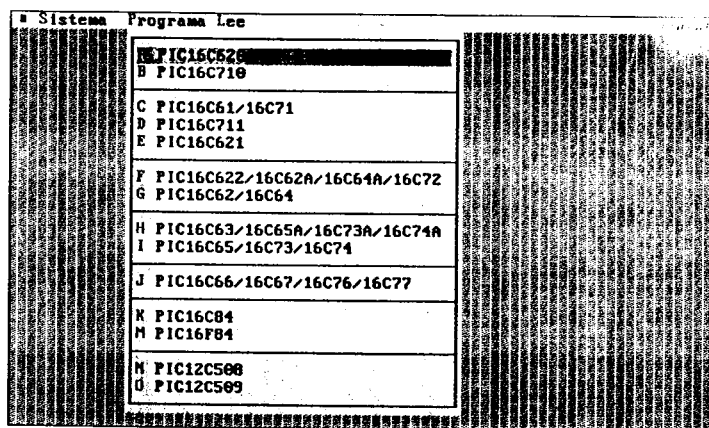 ≡ Sistema Programa Lee
A PIC16C620
B PIC16C710
C PIC16C61/16C71
D PIC16C711
E PIC16C621
F PIC16C622/16C62A/16C64A/16C72
G PIC16C62/16C64
H PIC16C63/16C65A/16C73A/16C74A
I PIC16C65/16C73/16C74
J PIC16C66/16C67/16C76/16C77
K PIC16C84
M PIC16F84
N PIC12C508
O PIC12C509